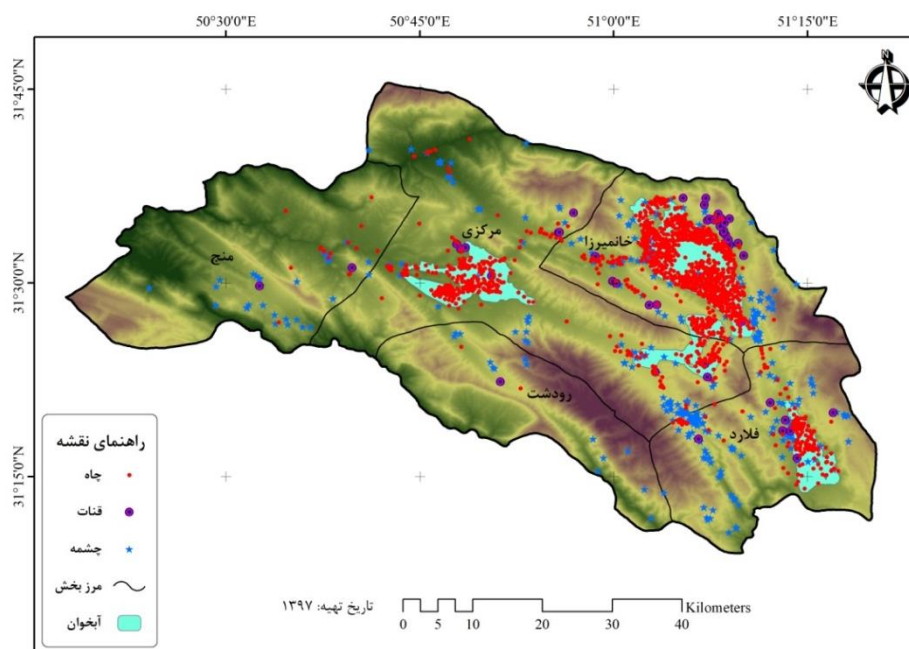 50°30'0"E 50°45'0"E 51°0'0"E 51°15'0"E
31°45'0"N
31°30'0"N
31°15'0"N
مرکزی
خانمیرزا
منج
رودشت
فلارد
راهنمای نقشه
چاه
قنات
چشمه
مرز بخش
آبخوان
تاریخ تهیه: ۱۳۹۷
Kilometers
0 5 10 20 30 40